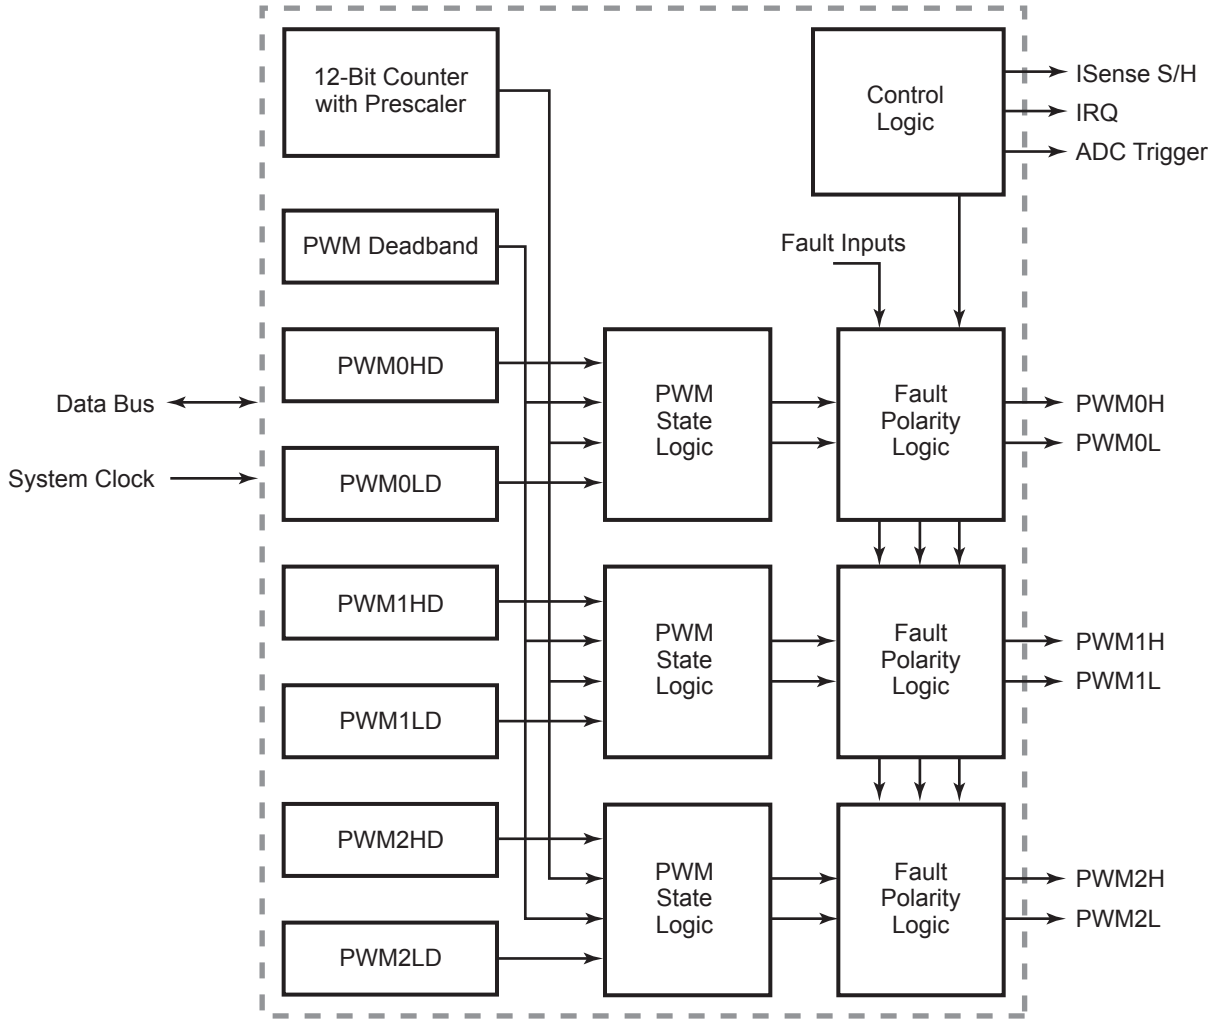 12-Bit Counter
with Prescaler
Control
Logic
ISense S/H
IRQ
ADC Trigger
PWM Deadband
Fault Inputs
PWM0HD
PWM
State
Logic
Fault
Polarity
Logic
PWM0H
PWM0L
Data Bus
System Clock
PWM0LD
PWM1HD
PWM
State
Logic
Fault
Polarity
Logic
PWM1H
PWM1L
PWM1LD
PWM2HD
PWM
State
Logic
Fault
Polarity
Logic
PWM2H
PWM2L
PWM2LD